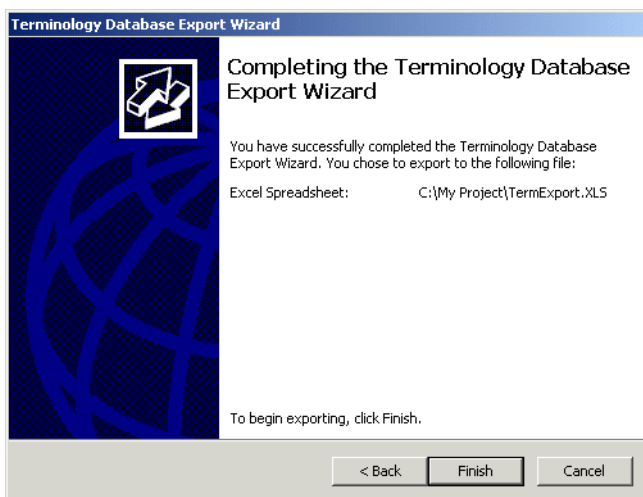 Terminology Database Export Wizard
Completing the Terminology Database
Export Wizard
You have successfully completed the Terminology Database
Export Wizard. You chose to export to the following file:
Excel Spreadsheet: C:\My Project\TermExport.XLS
To begin exporting, click Finish.
< Back Finish Cancel